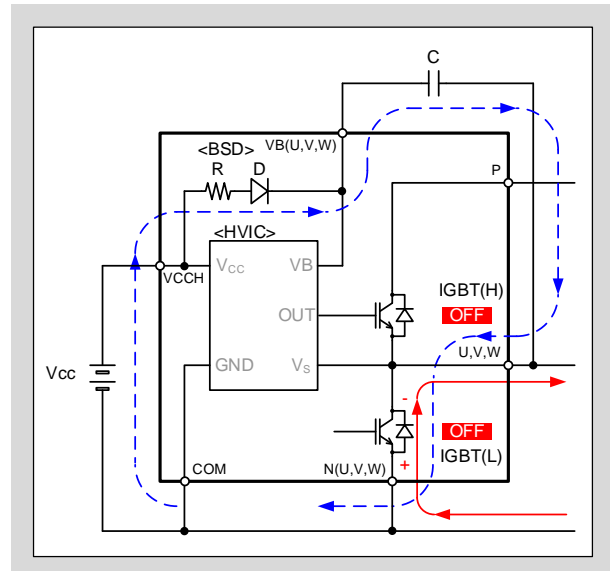 C
VB(U,V,W)
<BSD>
R
D
P
<HVIC>
VCCH
VCC
VB
IGBT(H)
OUT
OFF
U,V,W
GND
VS
Vcc
-
OFF
+
IGBT(L)
COM
N(U,V,W)